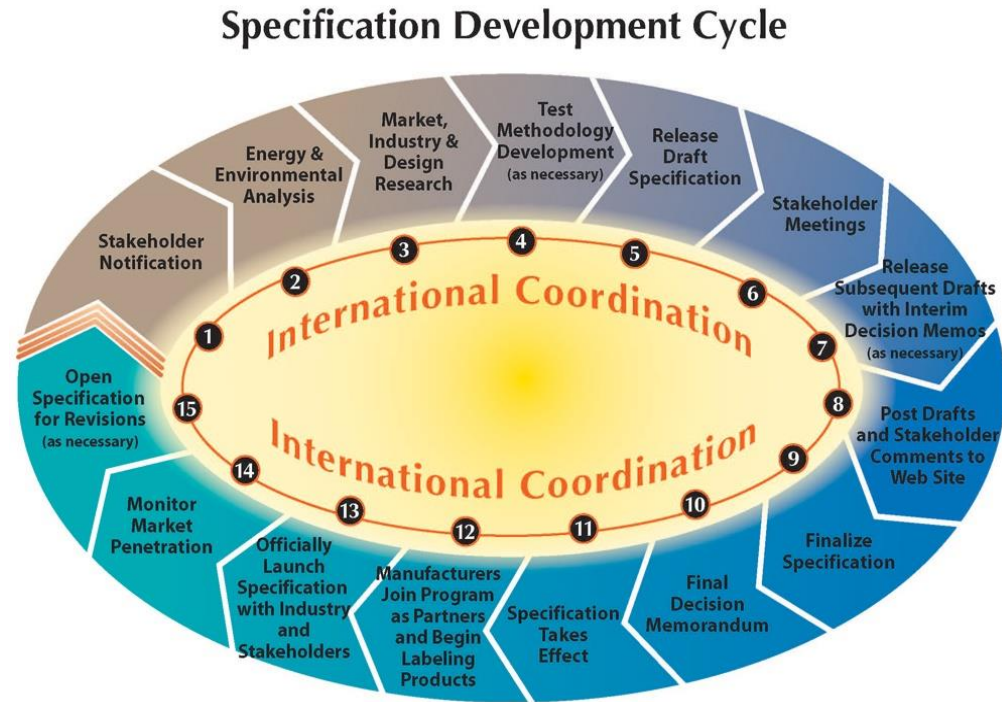 Specification Development Cycle
Stakeholder
Notification
Energy &
Environmental
Analysis
Market,
Industry &
Design
Research
Test
Methodology
Development
(as necessary)
Release
Draft
Specification
Stakeholder
Meetings
Release
Subsequent Drafts
with Interim
Decision Memos
(as necessary)
Post Drafts
and Stakeholder
Comments to
Web Site
Finalize
Specification
Final
Decision
Memorandum
Specification
Takes
Effect
Manufacturers
Join Program
as Partners
and Begin
Labeling
Products
Officially
Launch
Specification
with Industry
and
Stakeholders
Monitor
Market
Penetration
Open
Specification
for Revisions
(as necessary)
1
2
3
4
5
6
7
8
9
10
11
12
13
14
15
International Coordination
International Coordination